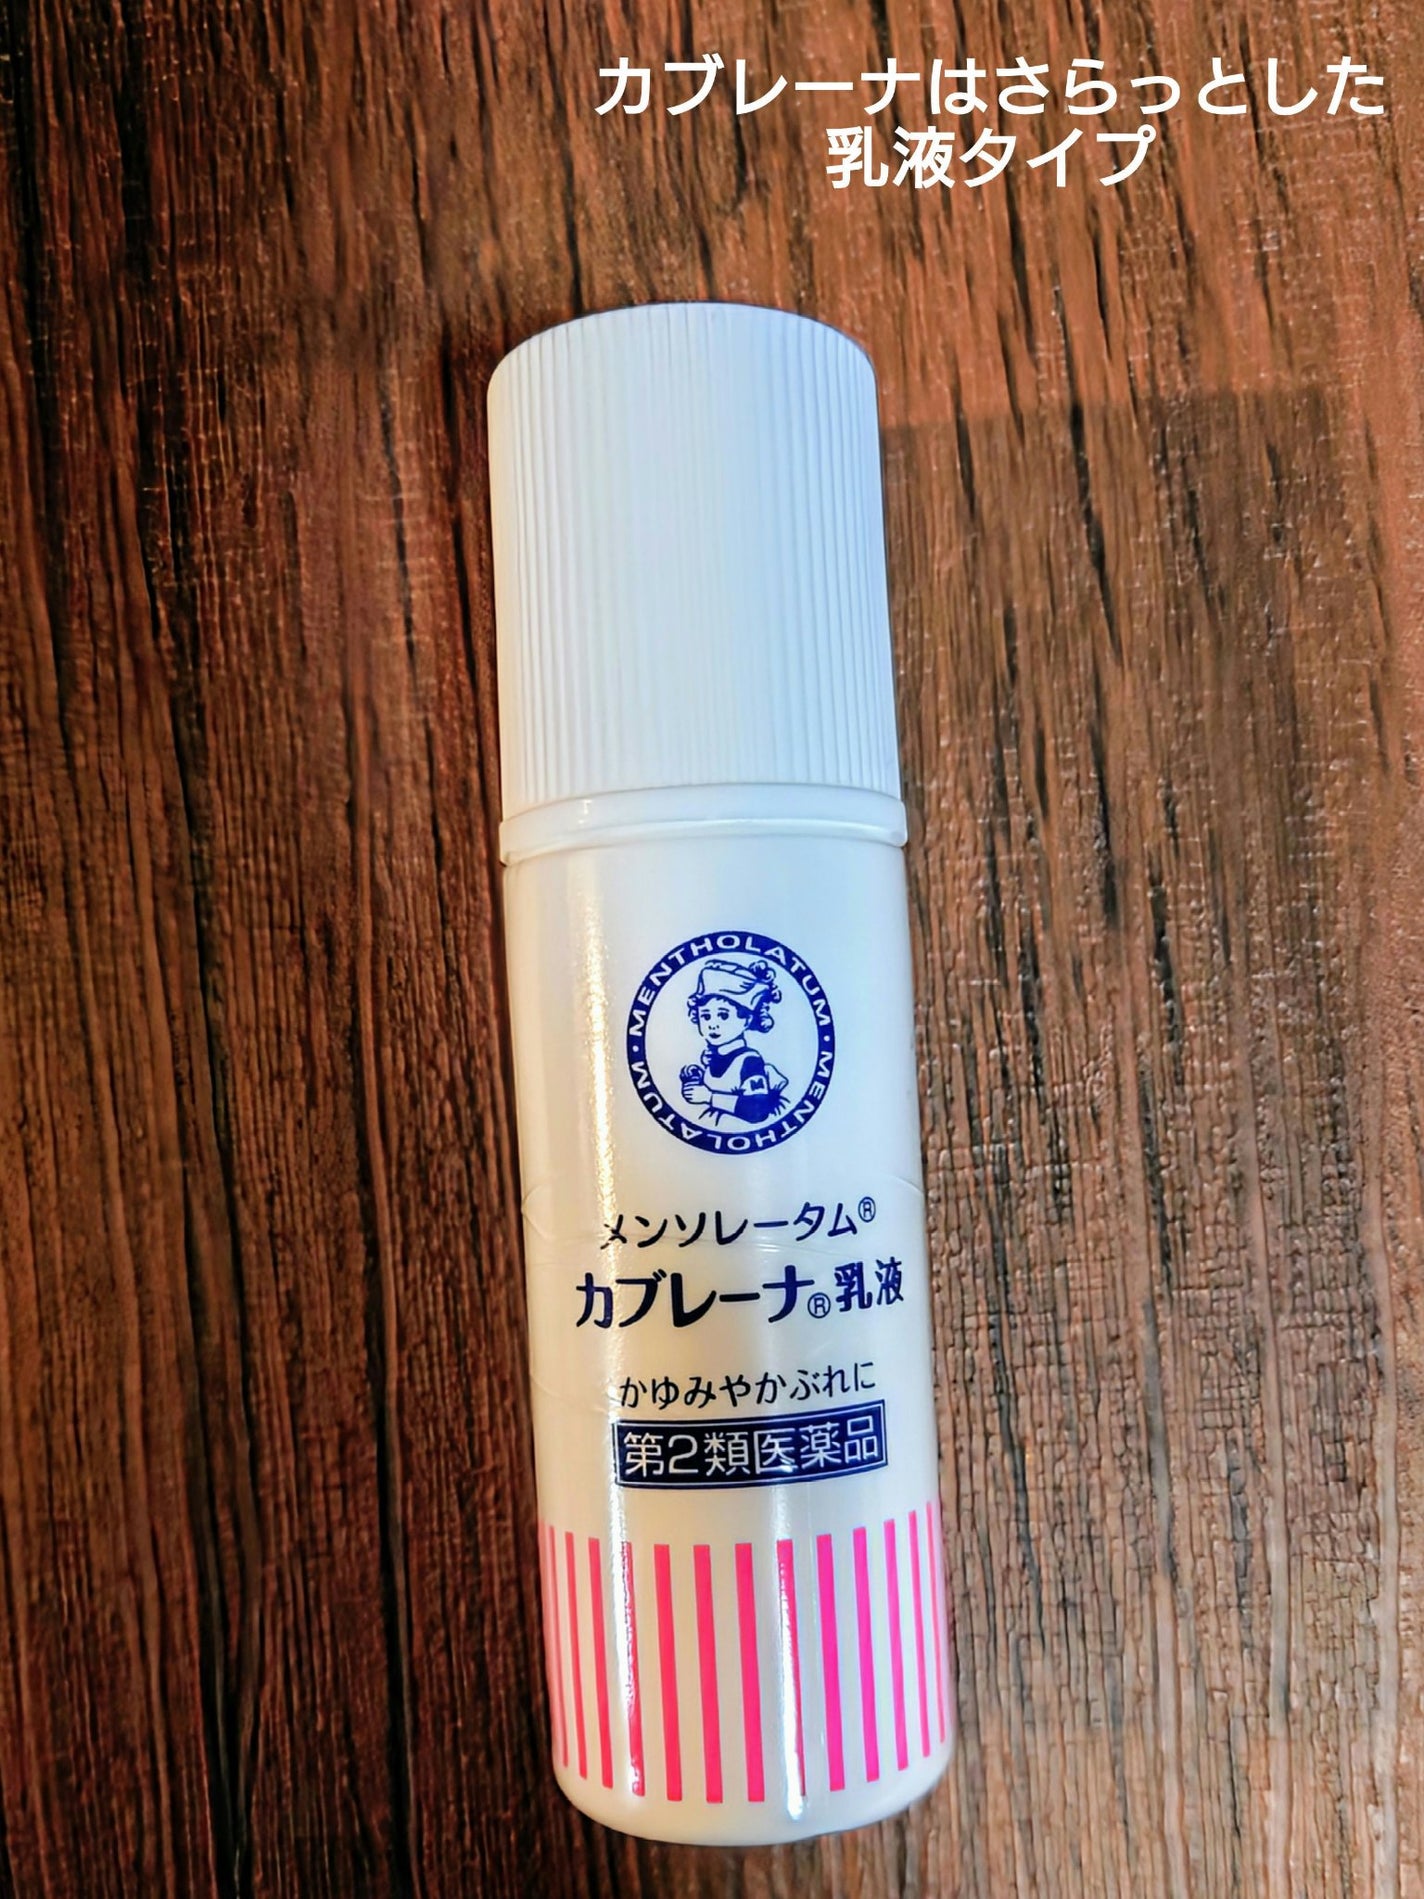 カブレーナはさらっとした
乳液タイプ
MENTHOLATUM・MENTHOLATUM・
M
メンソレータム®
カブレーナ®乳液
かゆみやかぶれに
第2類医薬品